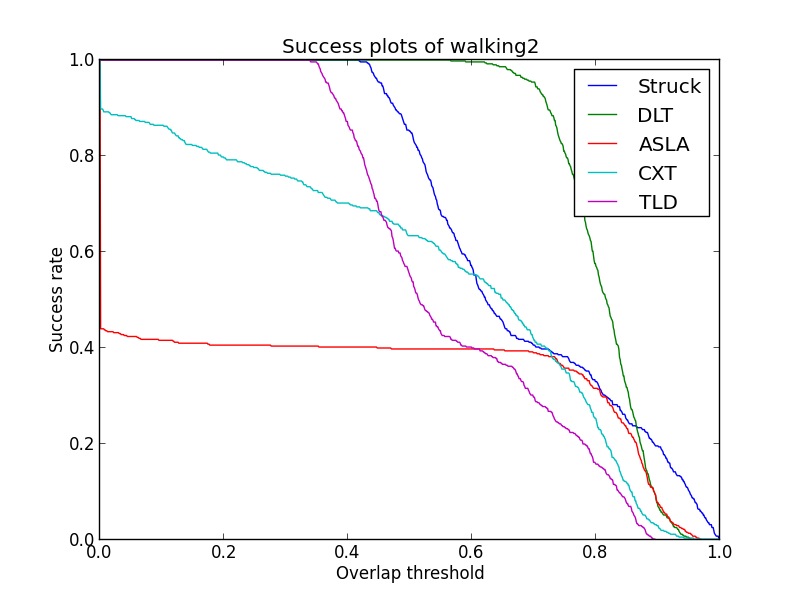 Success plots of walking2
Success rate
1.0
0.8
0.6
0.4
0.2
0.0
Struck
DLT
ASLA
CXT
TLD
0.0 0.2 0.4 0.6 0.8 1.0
Overlap threshold